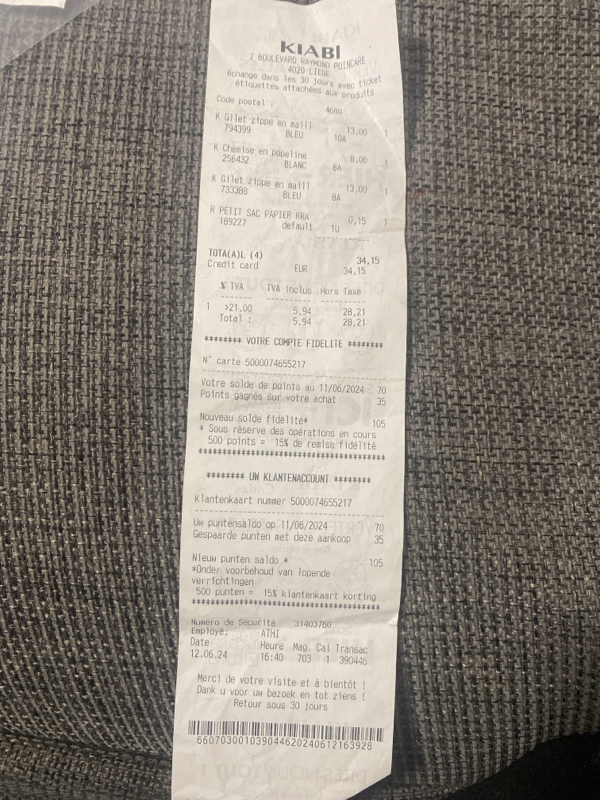 KIABI
7 BOULEVARD RAYMOND POINCARE
4020 LIEGE
échange dans les 30 jours avec ticket
étiquettes attachées aux produits
Code postal : 4680
K Gilet zippe en maill 13,00 1
794399 BLEU 10A
K Chemise en popeline 8,00 1
256432 BLANC 8A
K Gilet zippe en maill 13,00 1
733388 BLEU 8A
R PETIT SAC PAPIER KRA 0,15 1
189227 default TU
TOTA(A)L (4) 34,15
Credit card EUR 34,15
% TVA TVA inclus Hors Taxe
1 >21,00 5,94 28,21
Total : 5,94 28,21
******** VOTRE COMPTE FIDELITE ********
N° carte 5000074655217
Votre solde de points au 11/06/2024 70
Points gagnés sur votre achat 35
Nouveau solde fidélité* 105
* Sous réserve des opérations en cours
500 points = 15% de remise fidélité
******** UW KLANTENACCOUNT ********
Klantenkaart nummer 5000074655217
Uw puntensaldo op 11/06/2024 70
Gespaarde punten met deze aankoop 35
Nieuw punten saldo * 105
*Onder voorbehoud van lopende
verrichtingen
500 punten = 15% klantenkaart korting
Numéro de Sécurité 31403760
Employé: ATHI
Date Heure Mag. Cai Transac
12.06.24 16:40 703 1 390446
Merci de votre visite et à bientôt !
Dank u voor uw bezoek en tot ziens !
Retour sous 30 jours
660703001039044620240612163928